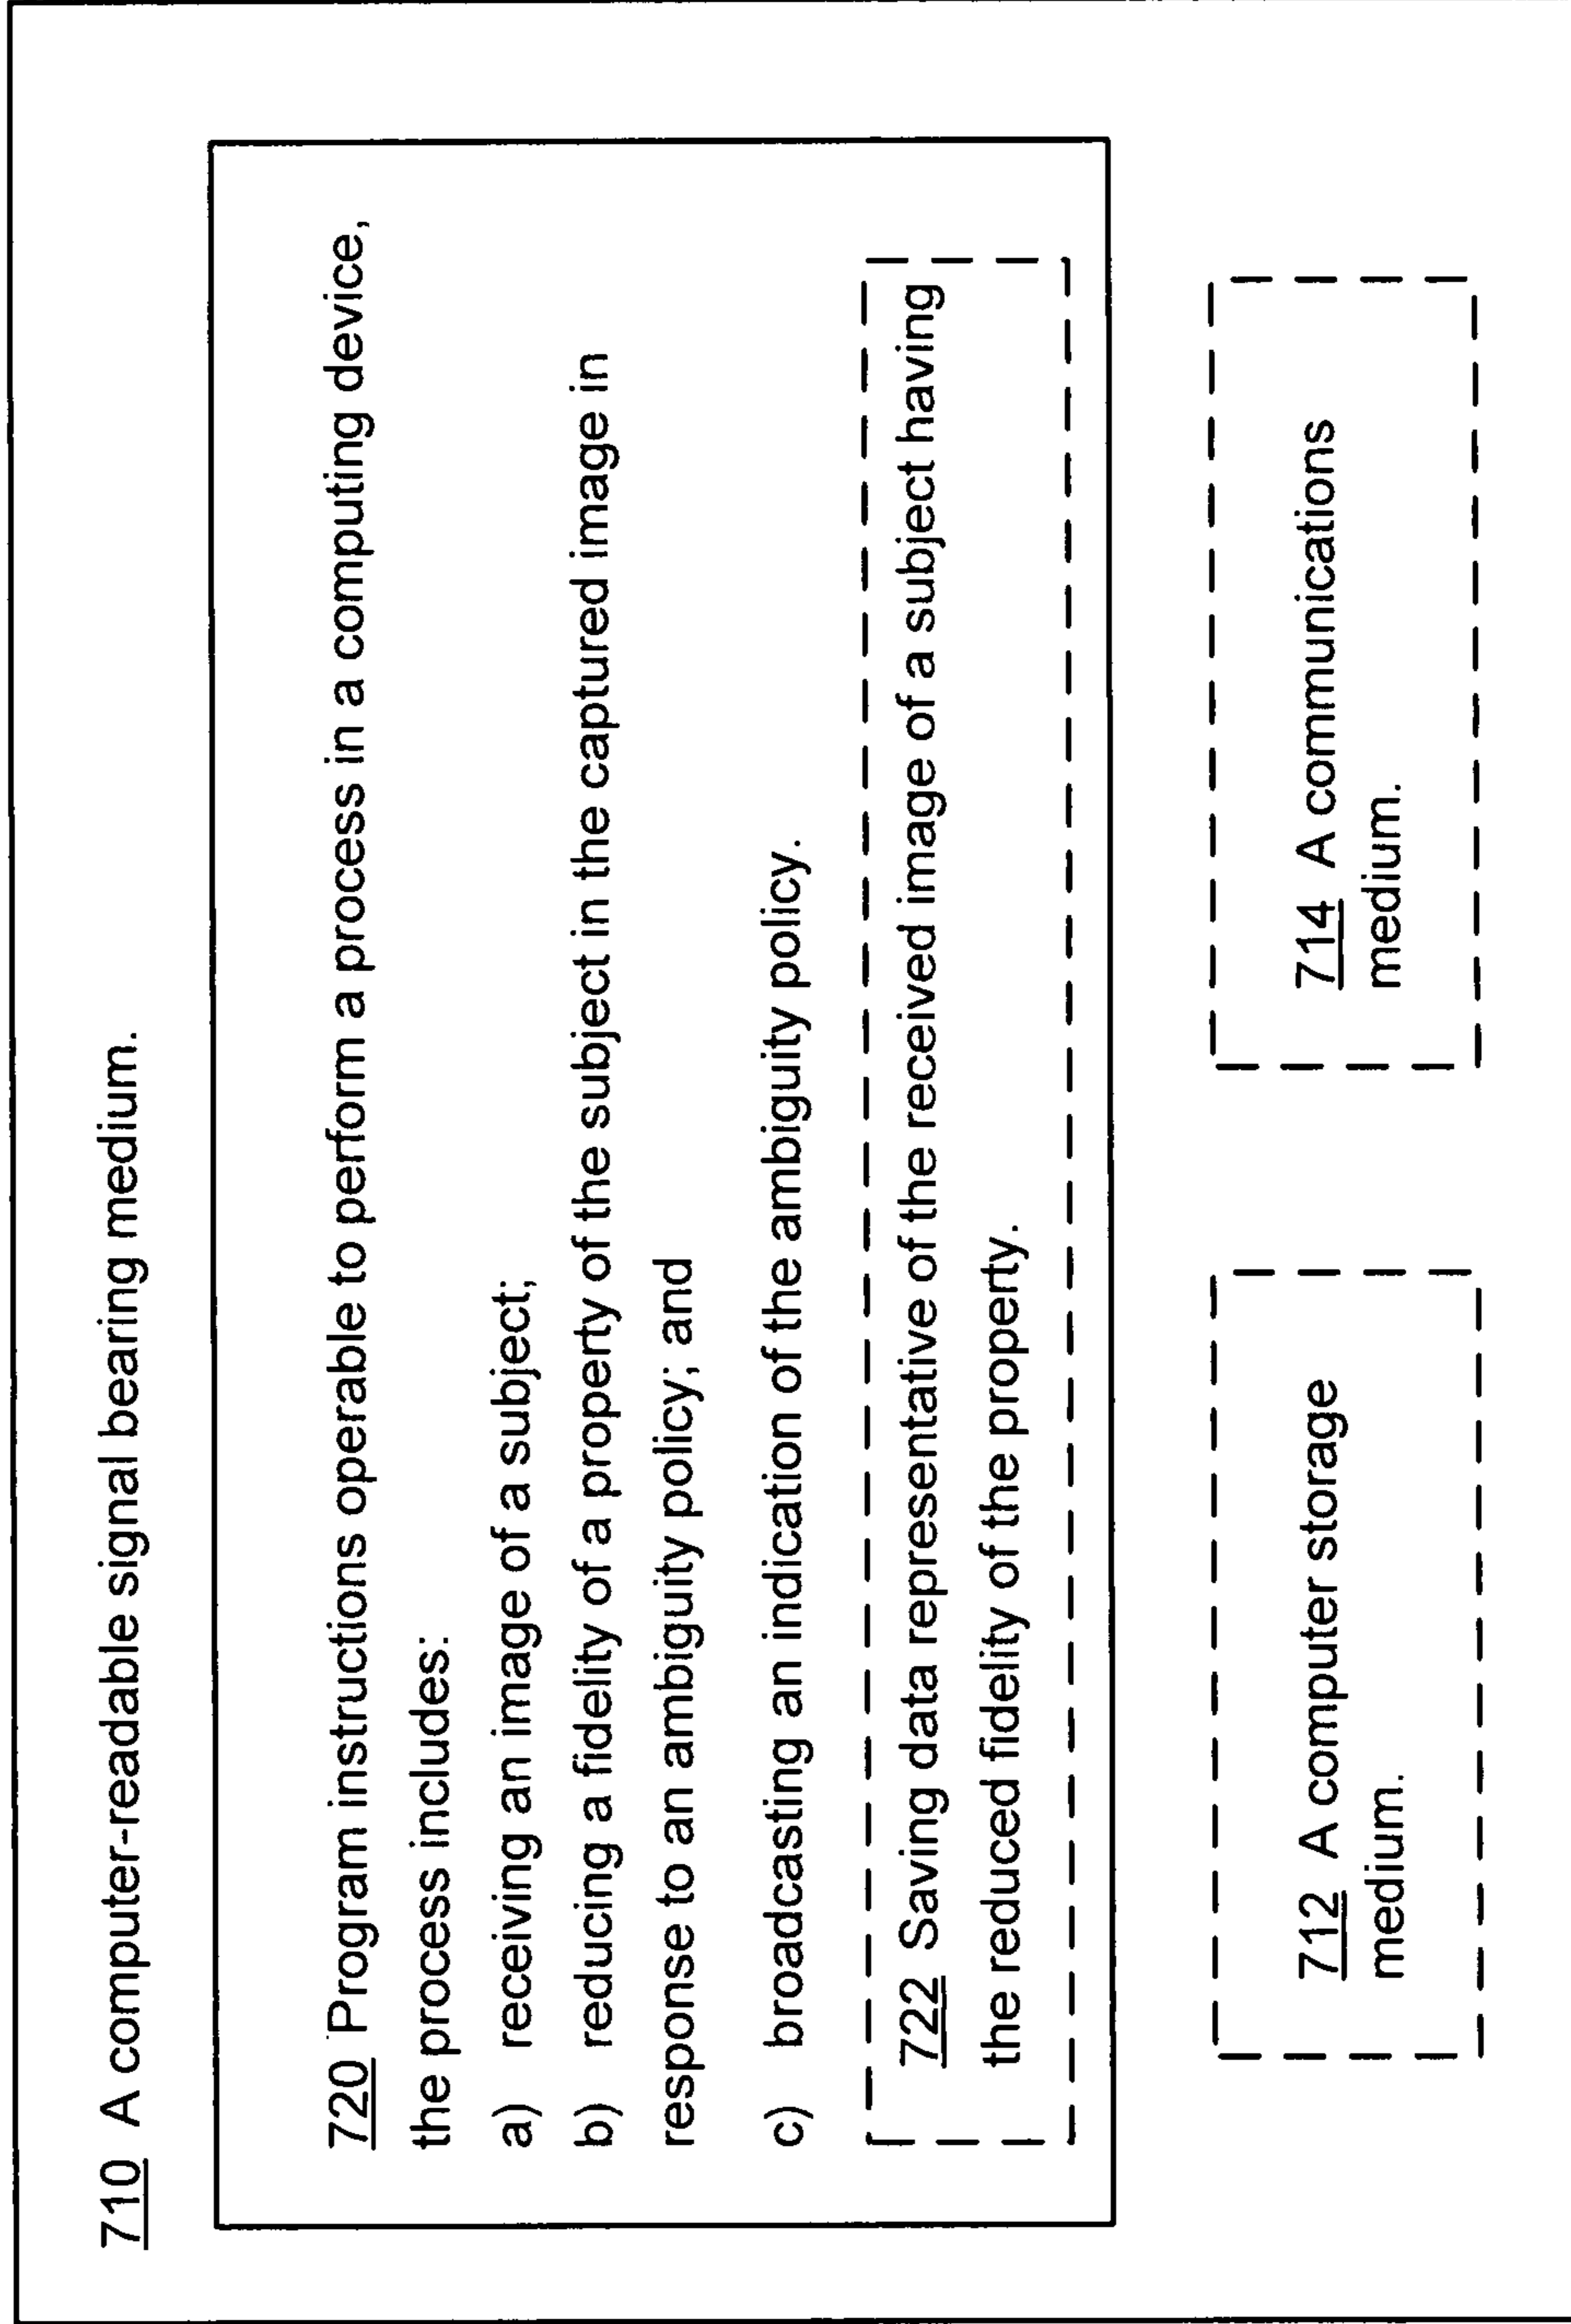 710 A computer-readable signal bearing medium.
720 Program instructions operable to perform a process in a computing device,
the process includes:
a) receiving an image of a subject;
b) reducing a fidelity of a property of the subject in the captured image in
response to an ambiguity policy; and
c) broadcasting an indication of the ambiguity policy.
722 Saving data representative of the received image of a subject having
the reduced fidelity of the property.
712 A computer storage
medium.
714 A communications
medium.